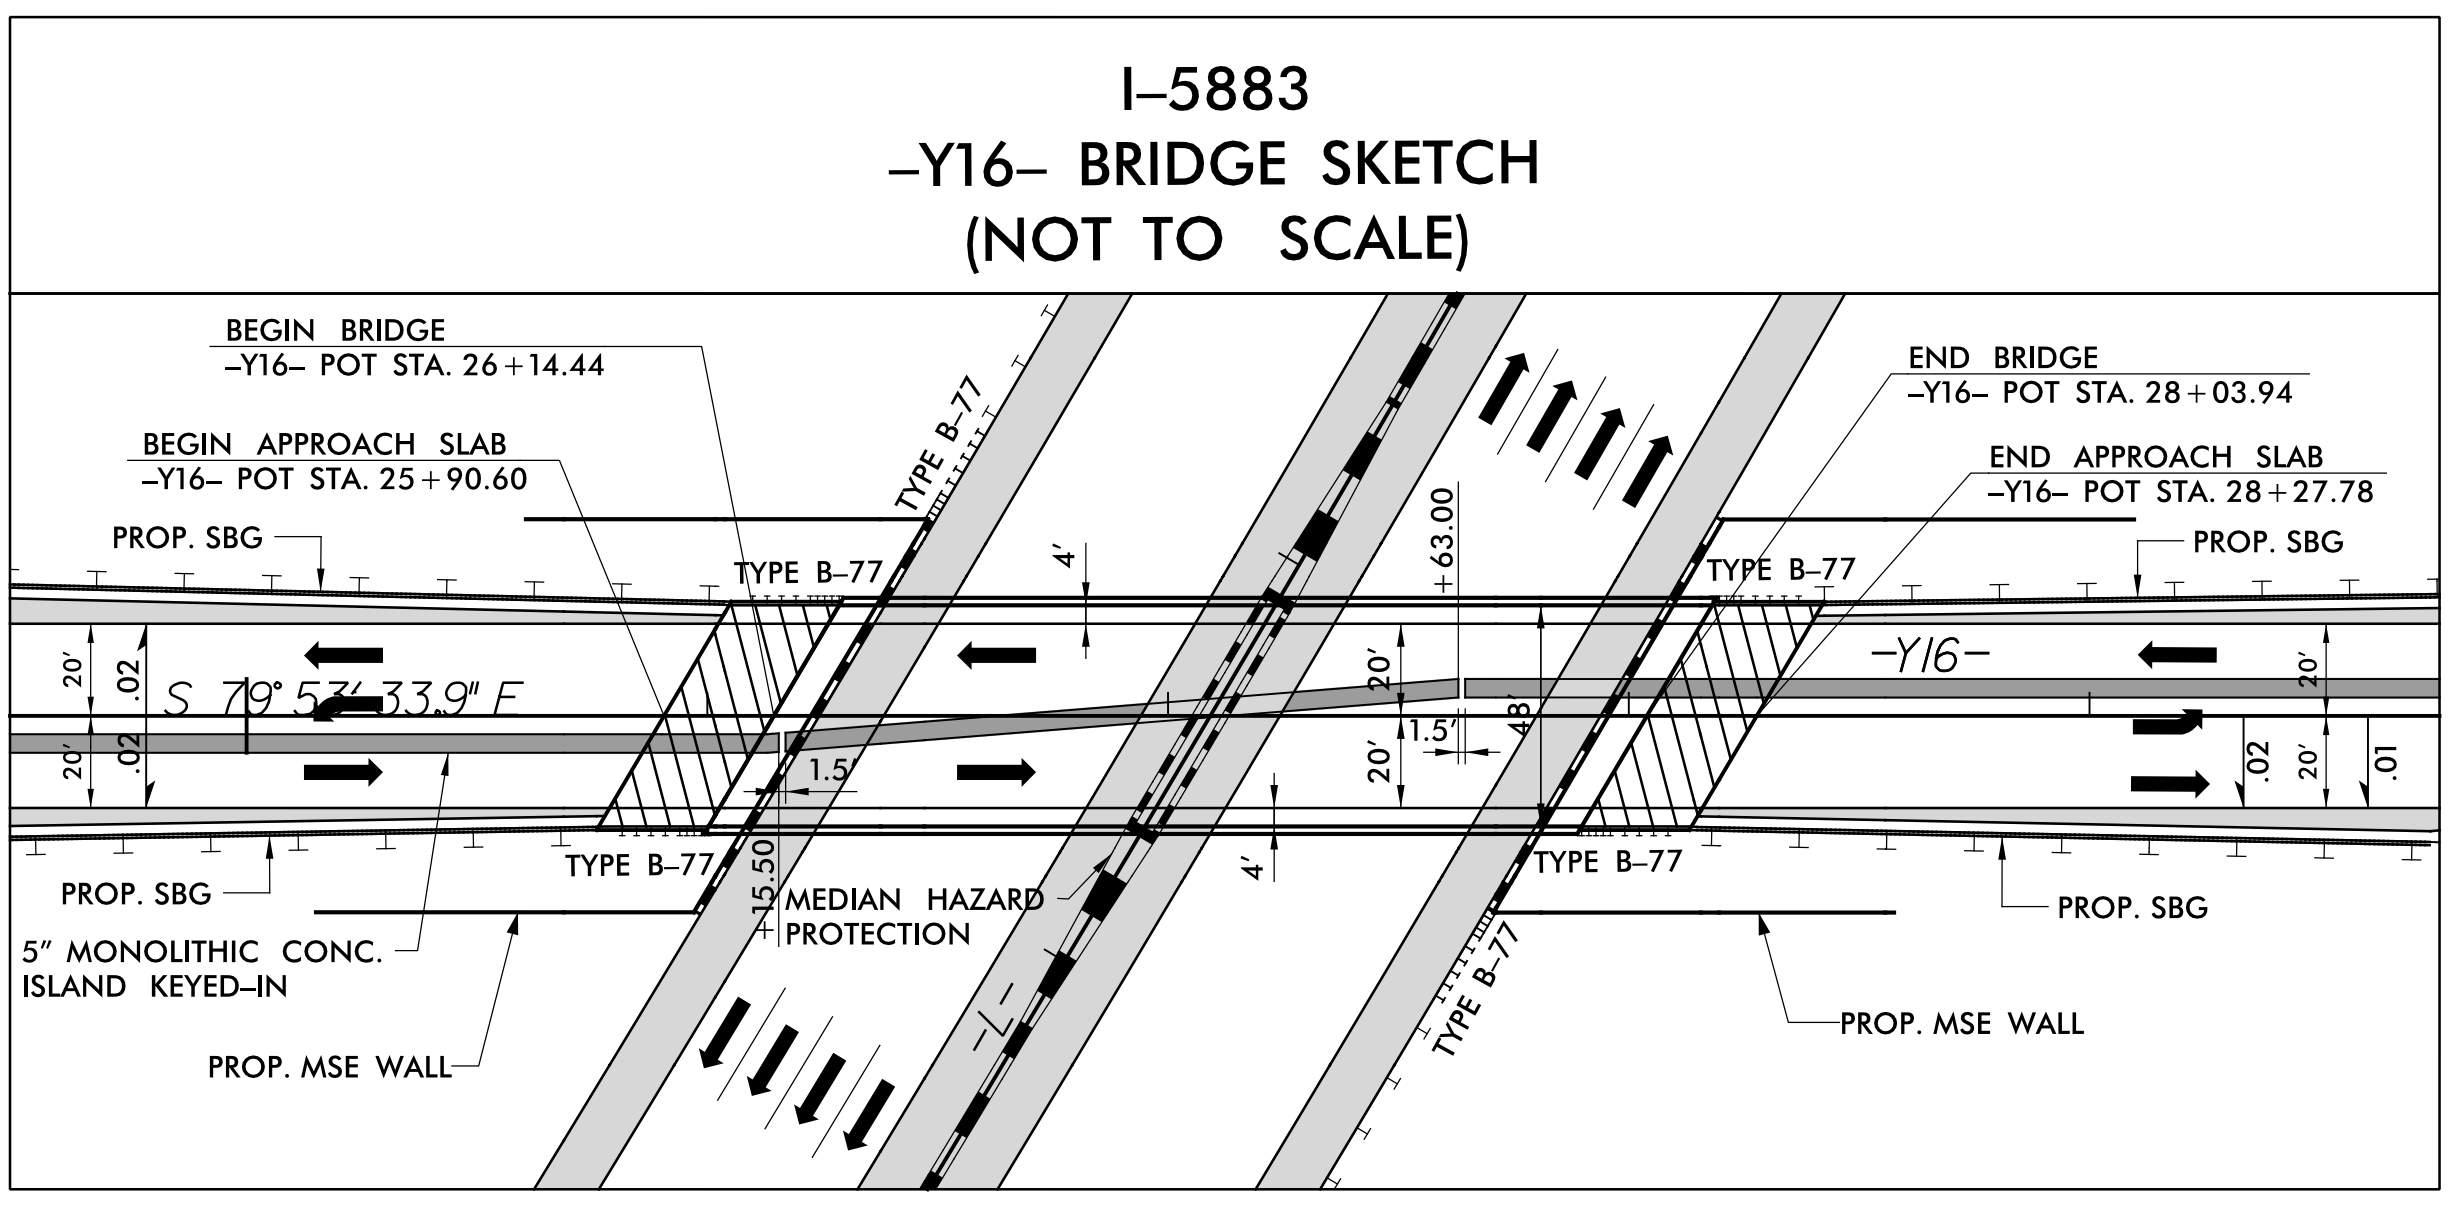 I–5883
–Y16– BRIDGE SKETCH
(NOT TO SCALE)
BEGIN BRIDGE
–Y16– POT STA. 26+14.44
BEGIN APPROACH SLAB
–Y16– POT STA. 25+90.60
PROP. SBG
TYPE B–77
TYPE B–77
4'
+63.00
END BRIDGE
–Y16– POT STA. 28+03.94
END APPROACH SLAB
–Y16– POT STA. 28+27.78
PROP. SBG
TYPE B–77
20'
.02
S 79° 53' 33.9" E
20'
.02
20'
20'
1.5'
48'
–Y16–
20'
20'
.02
.01
1.5'
+15.50
4'
TYPE B–77
TYPE B–77
TYPE B–77
PROP. SBG
MEDIAN HAZARD
PROTECTION
PROP. SBG
5" MONOLITHIC CONC.
ISLAND KEYED–IN
–L–
PROP. MSE WALL
PROP. MSE WALL